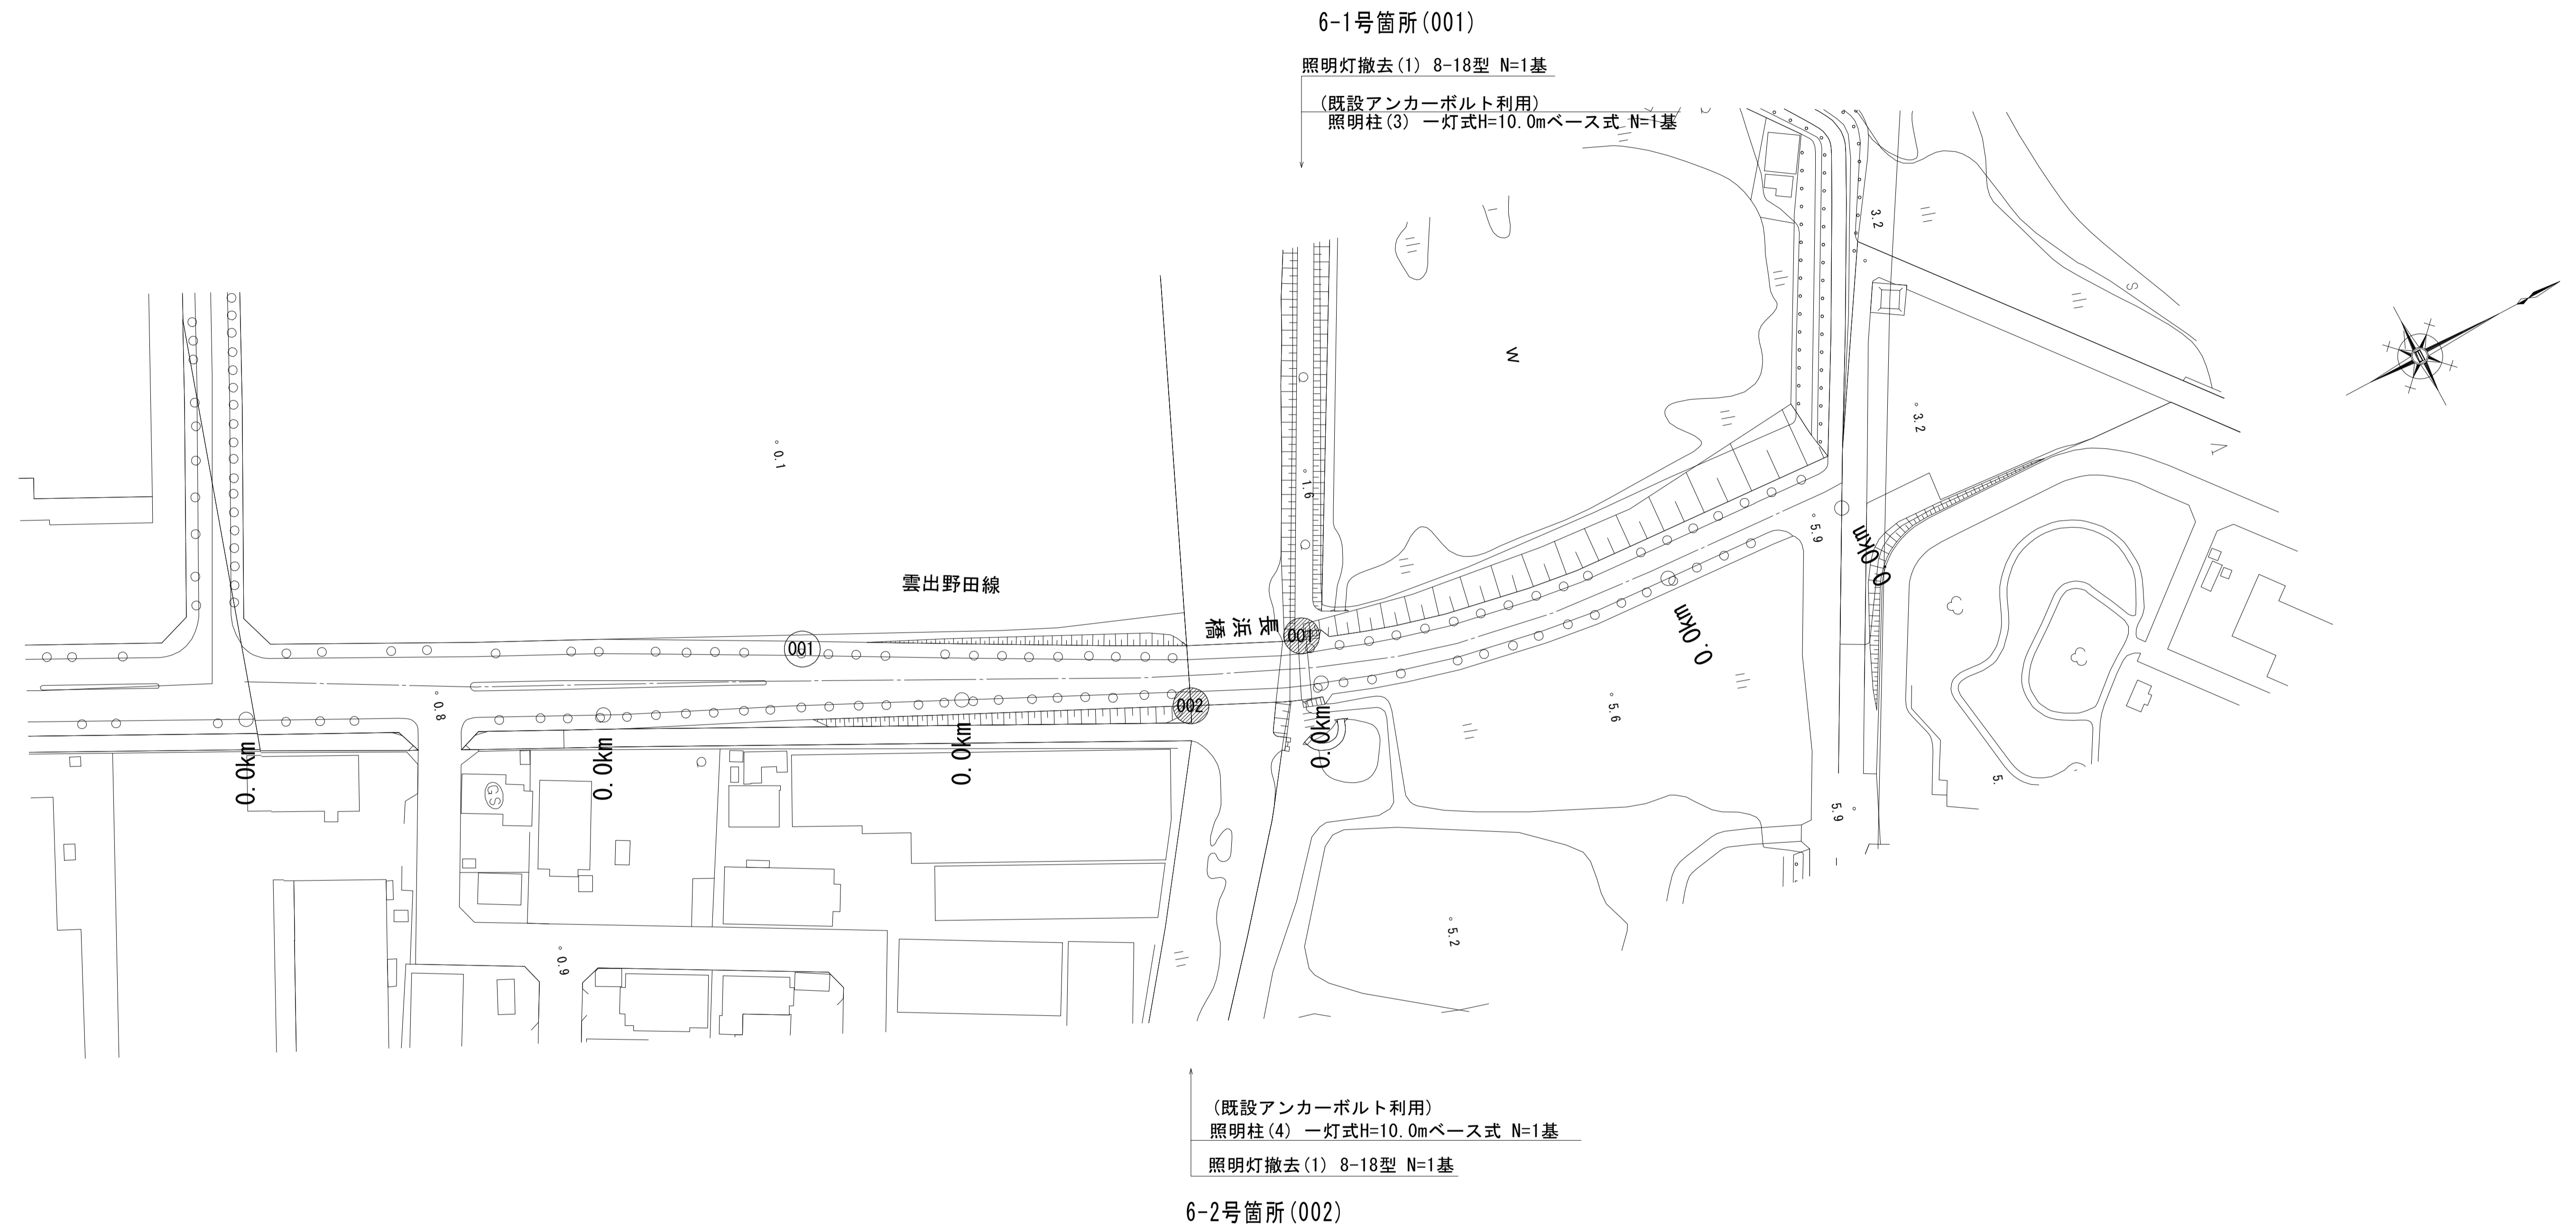 6-1号箇所(001)
照明灯撤去(1) 8-18型 N=1基
(既設アンカーボルト利用)
照明柱(3) 一灯式H=10.0mベース式 N=1基
3.2
S
W
3.2
V
0.1
1.6
5.9
0.0km
雲出野田線
長浜橋
001
001
0.0km
0.8
002
5.6
0.0km
0.0km
0.0km
0.0km
GS
5.
5.9
5.2
0.9
(既設アンカーボルト利用)
照明柱(4) 一灯式H=10.0mベース式 N=1基
照明灯撤去(1) 8-18型 N=1基
6-2号箇所(002)